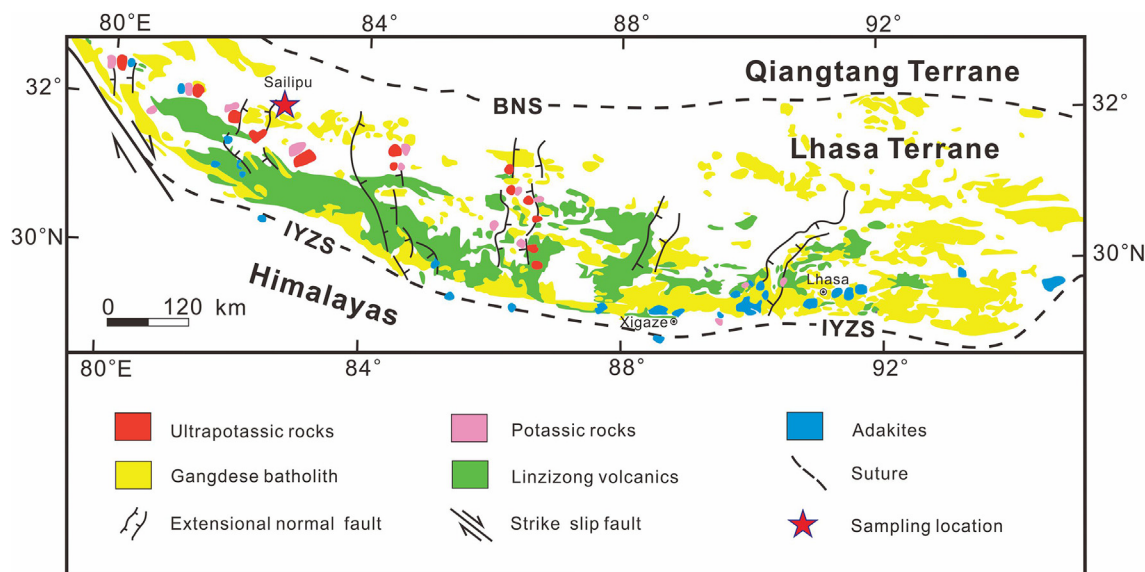 80°E 84° 88° 92°
32°
Sailipu
Qiangtang Terrane
BNS
32°
Lhasa Terrane
30°N
IYZS
30°N
Himalayas
Lhasa
0 120 km
Xigaze
IYZS
80°E 84° 88° 92°
Ultrapotassic rocks
Potassic rocks
Adakites
Gangdese batholith
Linzizong volcanics
Suture
Extensional normal fault
Strike slip fault
Sampling location